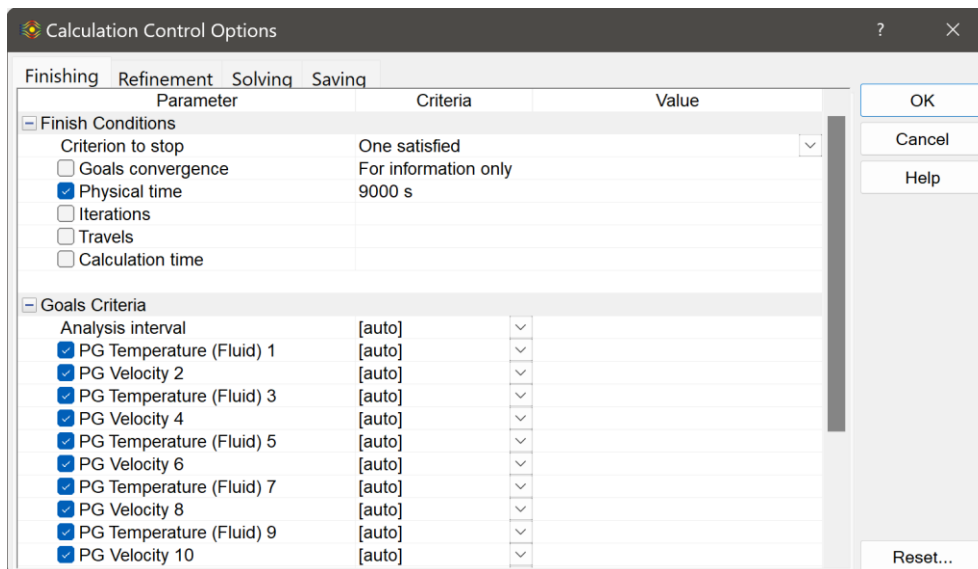 Calculation Control Options ? ×
Finishing Refinement Solving Saving
Parameter Criteria Value
Finish Conditions
Criterion to stop One satisfied
Goals convergence For information only
Physical time 9000 s
Iterations
Travels
Calculation time
Goals Criteria
Analysis interval [auto]
PG Temperature (Fluid) 1 [auto]
PG Velocity 2 [auto]
PG Temperature (Fluid) 3 [auto]
PG Velocity 4 [auto]
PG Temperature (Fluid) 5 [auto]
PG Velocity 6 [auto]
PG Temperature (Fluid) 7 [auto]
PG Velocity 8 [auto]
PG Temperature (Fluid) 9 [auto]
PG Velocity 10 [auto]
OK
Cancel
Help
Reset...